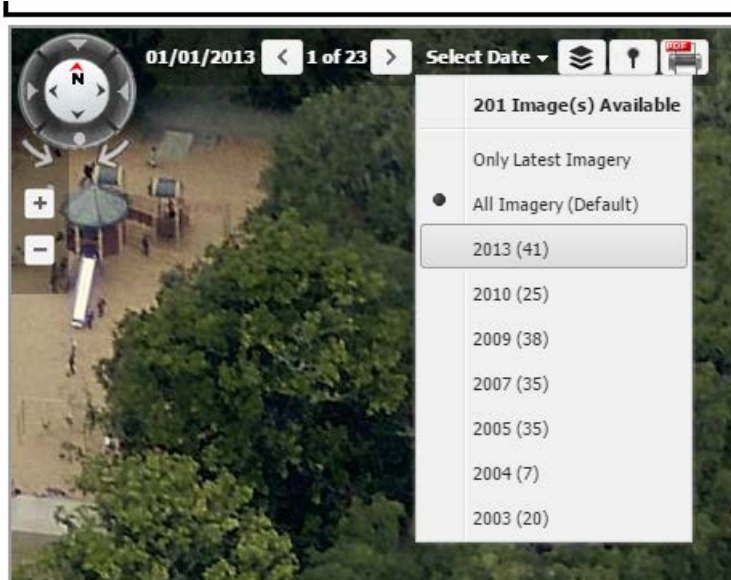 01/01/2013 < 1 of 23 > Select Date PDF
N
201 Image(s) Available
Only Latest Imagery
All Imagery (Default)
2013 (41)
2010 (25)
2009 (38)
2007 (35)
2005 (35)
2004 (7)
2003 (20)
+
-